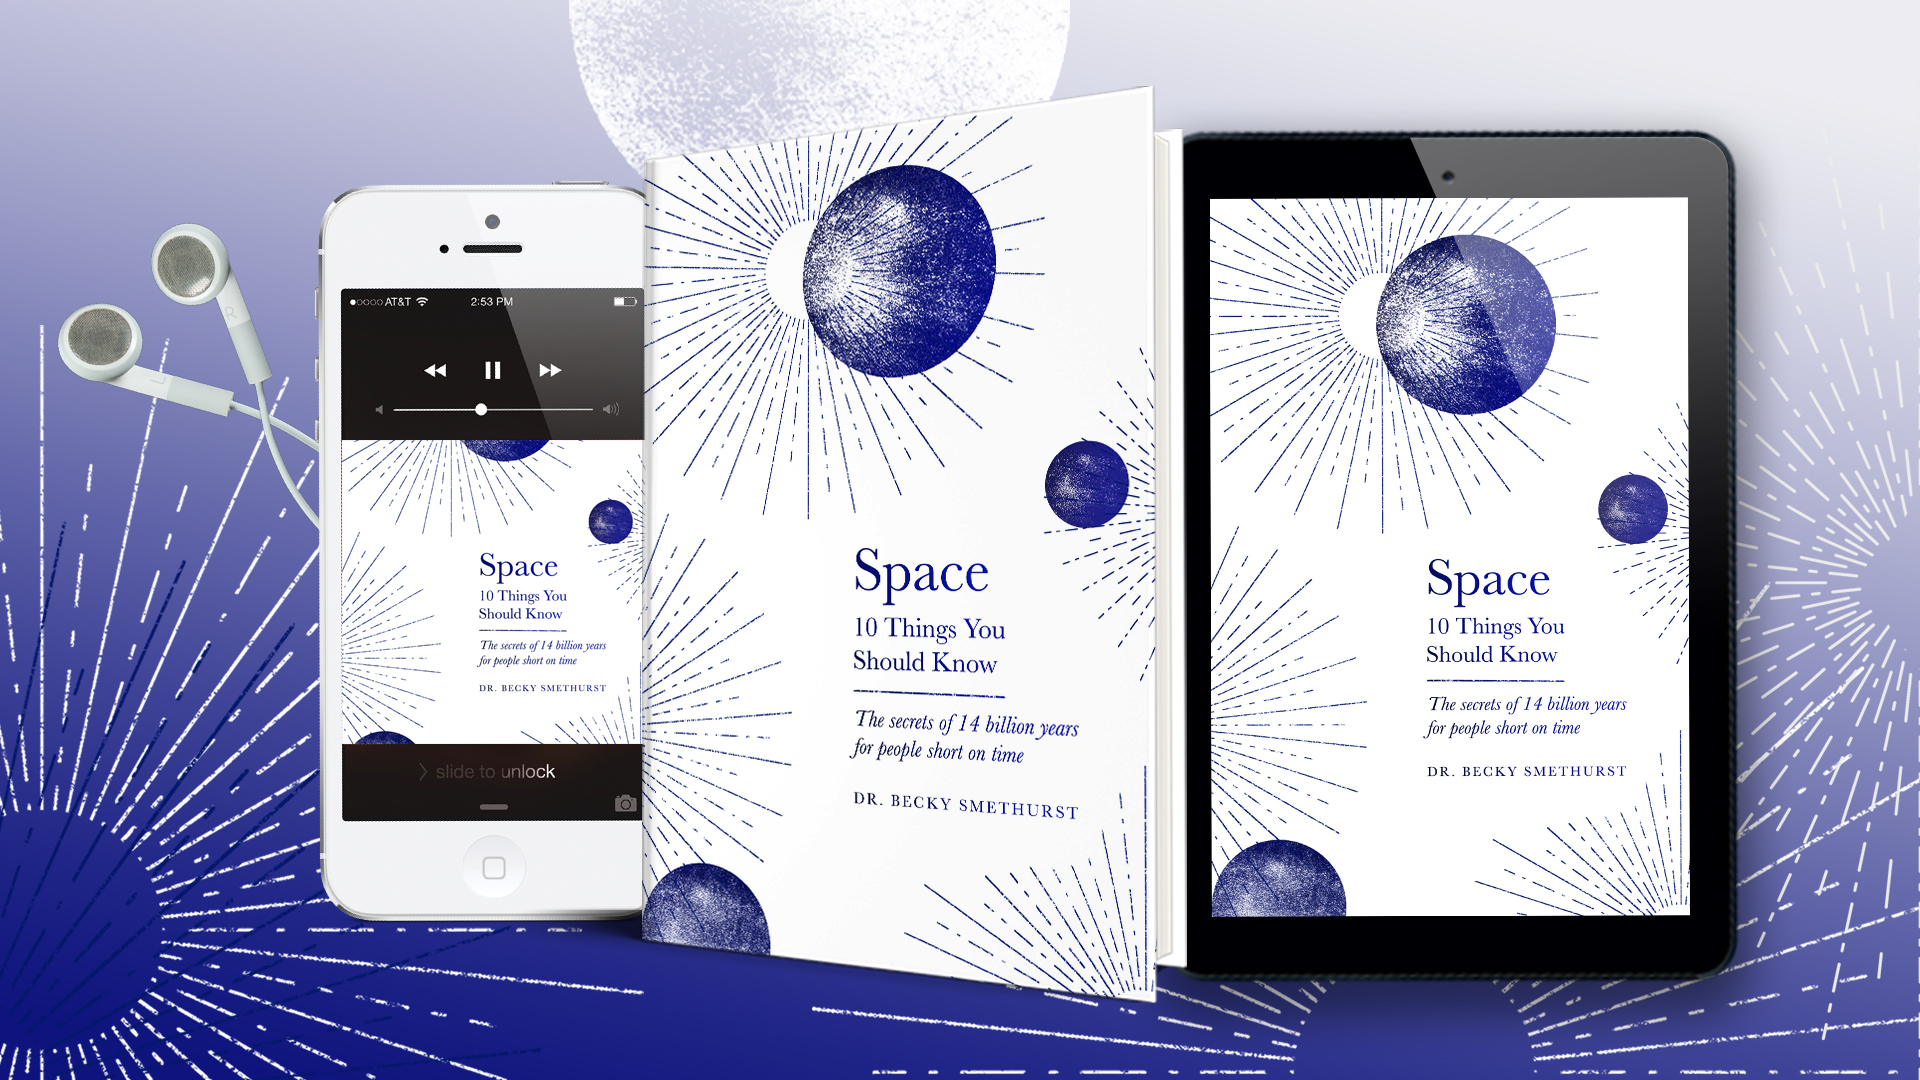 AT&T
2:53 PM
Space
10 Things You
Should Know
The secrets of 14 billion years
for people short on time
DR. BECKY SMETHURST
slide to unlock
R
L
Space
10 Things You
Should Know
The secrets of 14 billion years
for people short on time
DR. BECKY SMETHURST
Space
10 Things You
Should Know
The secrets of 14 billion years
for people short on time
DR. BECKY SMETHURST